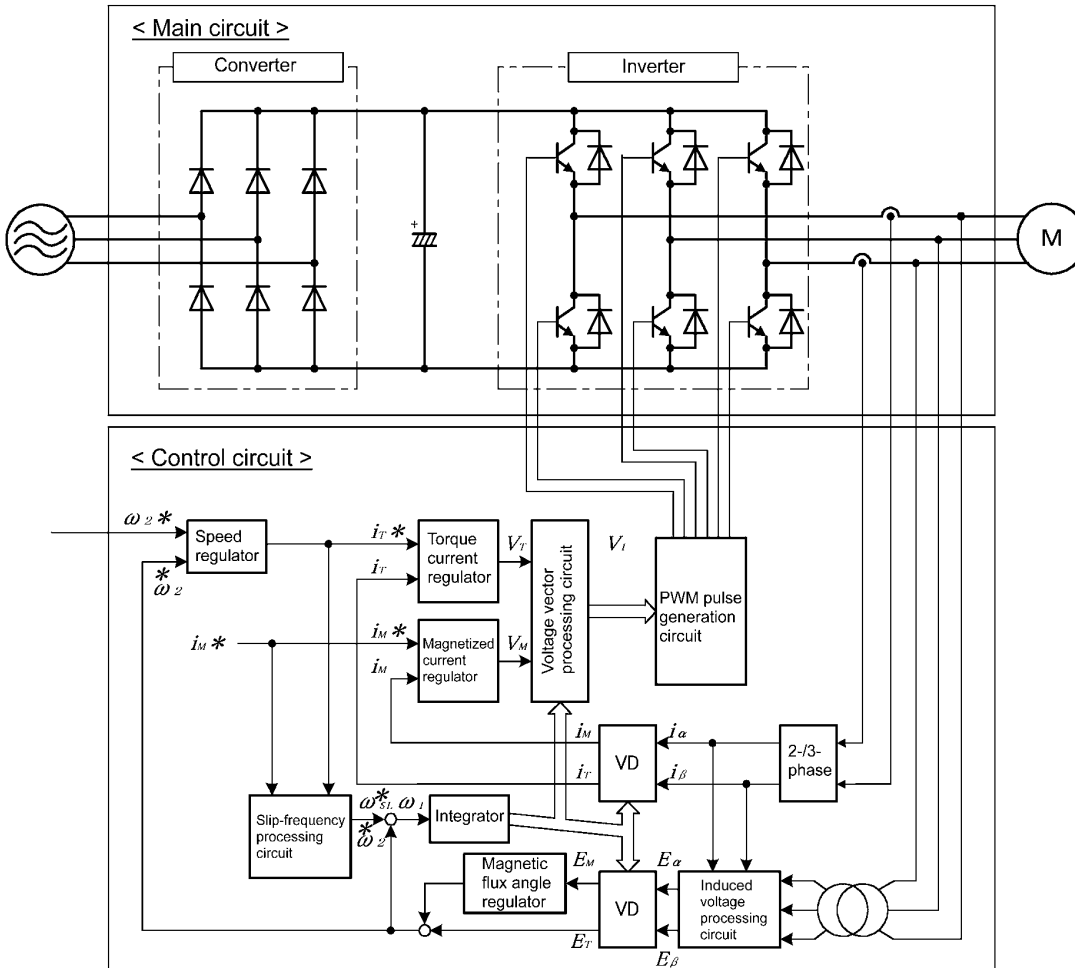 < Main circuit >
Converter
Inverter
+
M
< Control circuit >
ω2*
Speed
regulator
*
ω2
iT*
iT
Torque
current
regulator
VT
Voltage vector
processing circuit
V1
PWM pulse
generation
circuit
iM*
iM*
iM
Magnetized
current
regulator
VM
iM
iT
VD
iα
iβ
2-/3-
phase
Slip-frequency
processing
circuit
ω*SL
*
ω2
ω1
Integrator
Magnetic
flux angle
regulator
EM
ET
VD
Eα
Eβ
Induced
voltage
processing
circuit